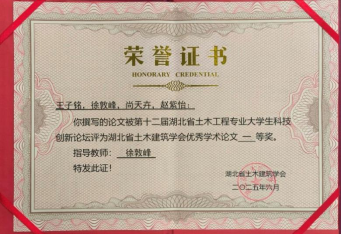 荣誉证书
HONORARY CREDENTIAL
王子铭，徐敦峰，尚天卉，赵紫怡：
你撰写的论文被第十二届湖北省土木工程专业大学生科技
创新论坛评为湖北省土木建筑学会优秀学术论文 一 等奖。
指导教师： 徐敦峰
特发此证！
湖北省土木建筑学会
二〇二五年六月